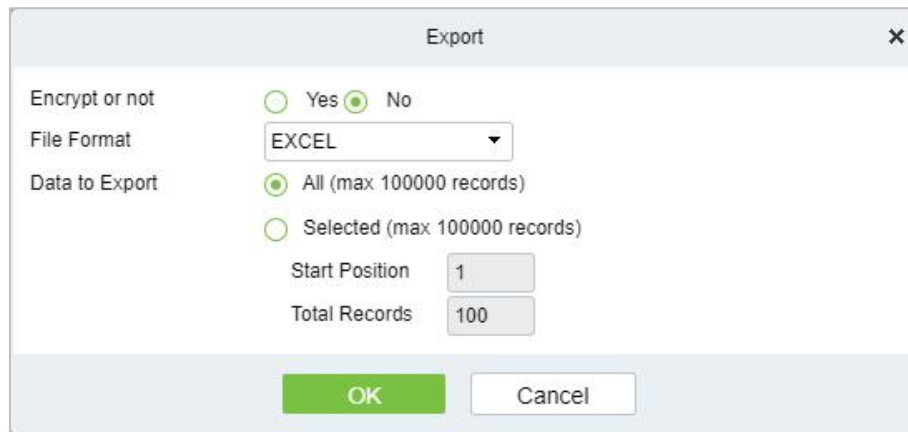 Export
Encrypt or not Yes No
File Format EXCEL
Data to Export All (max 100000 records)
Selected (max 100000 records)
Start Position 1
Total Records 100
OK Cancel